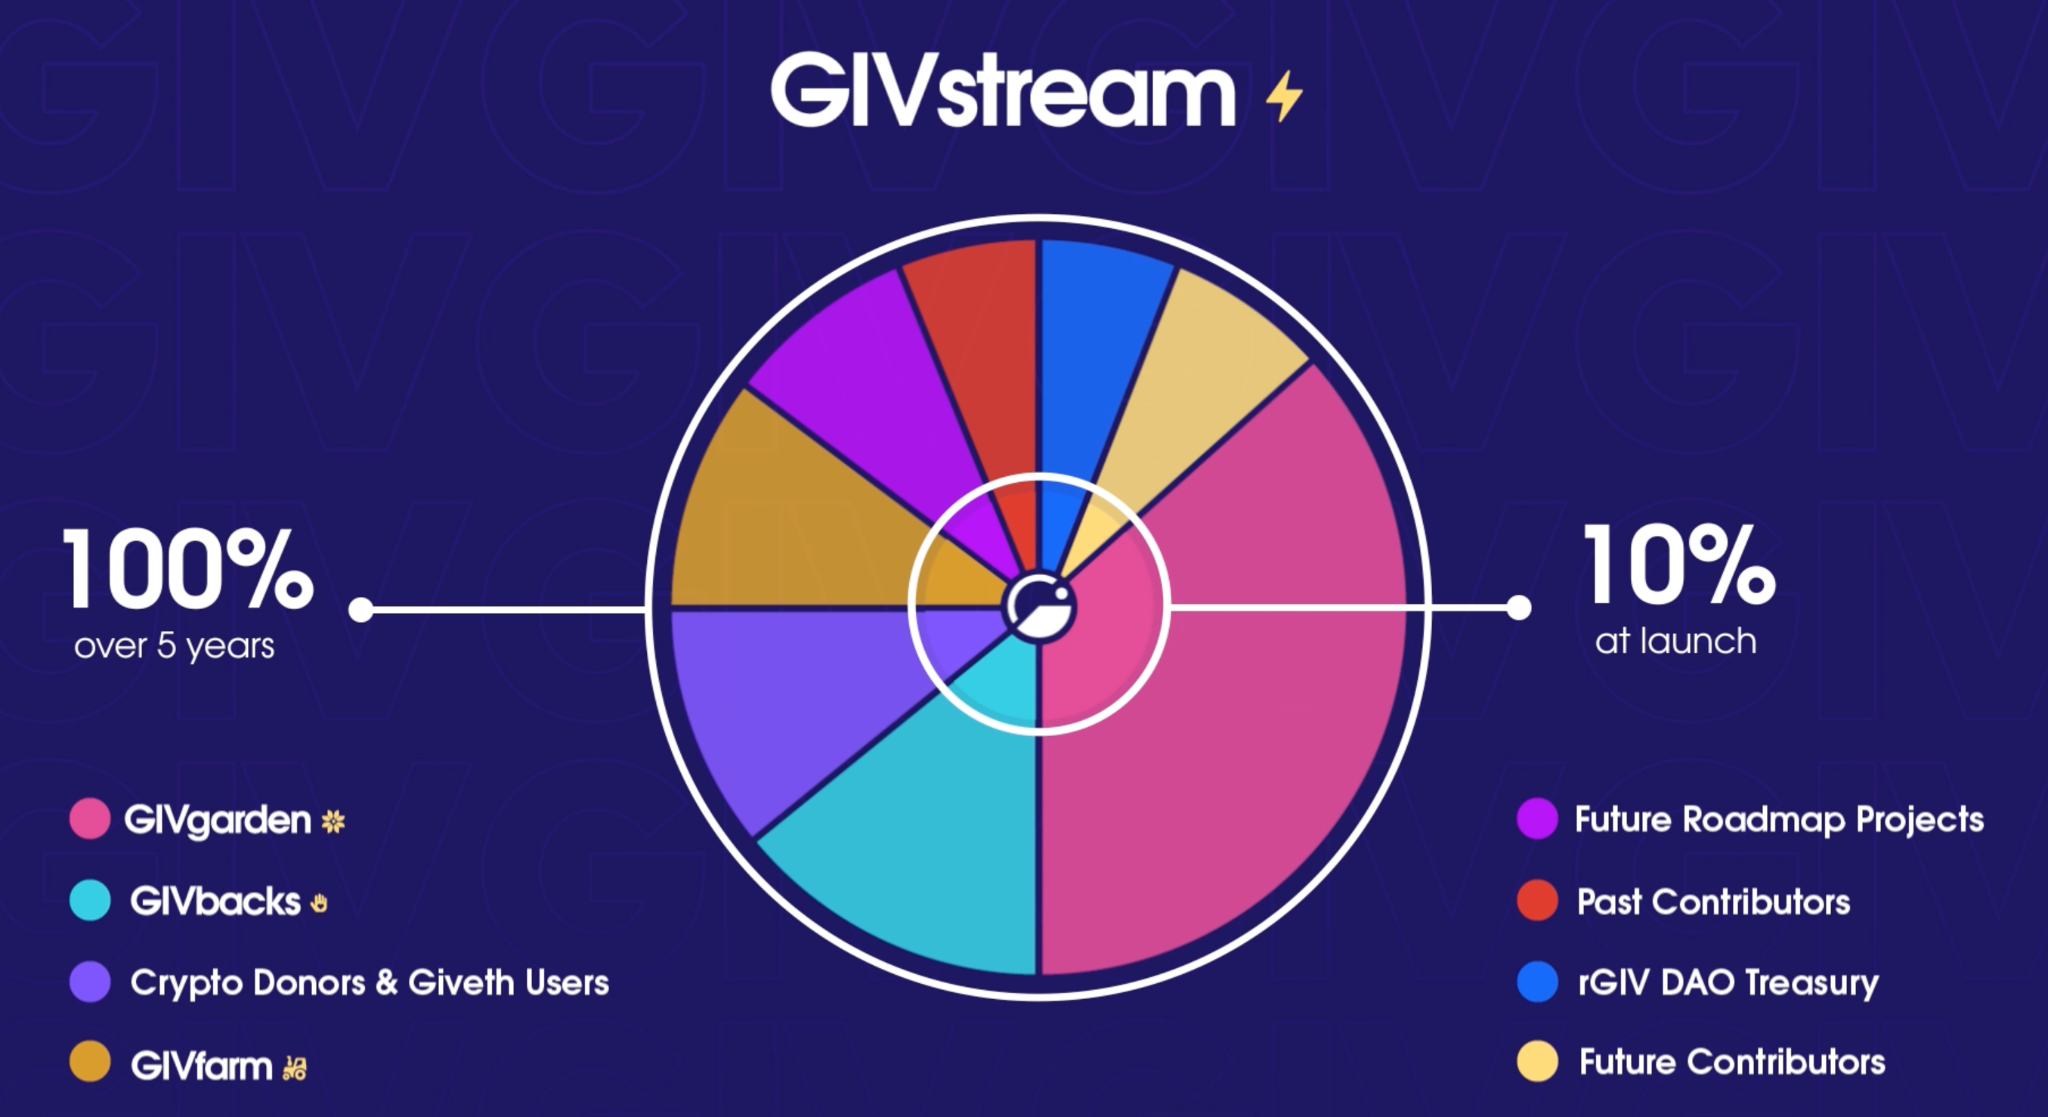 GIVstream
100%
over 5 years
10%
at launch
GIVgarden
GIVbacks
Crypto Donors & Giveth Users
GIVfarm
Future Roadmap Projects
Past Contributors
rGIV DAO Treasury
Future Contributors